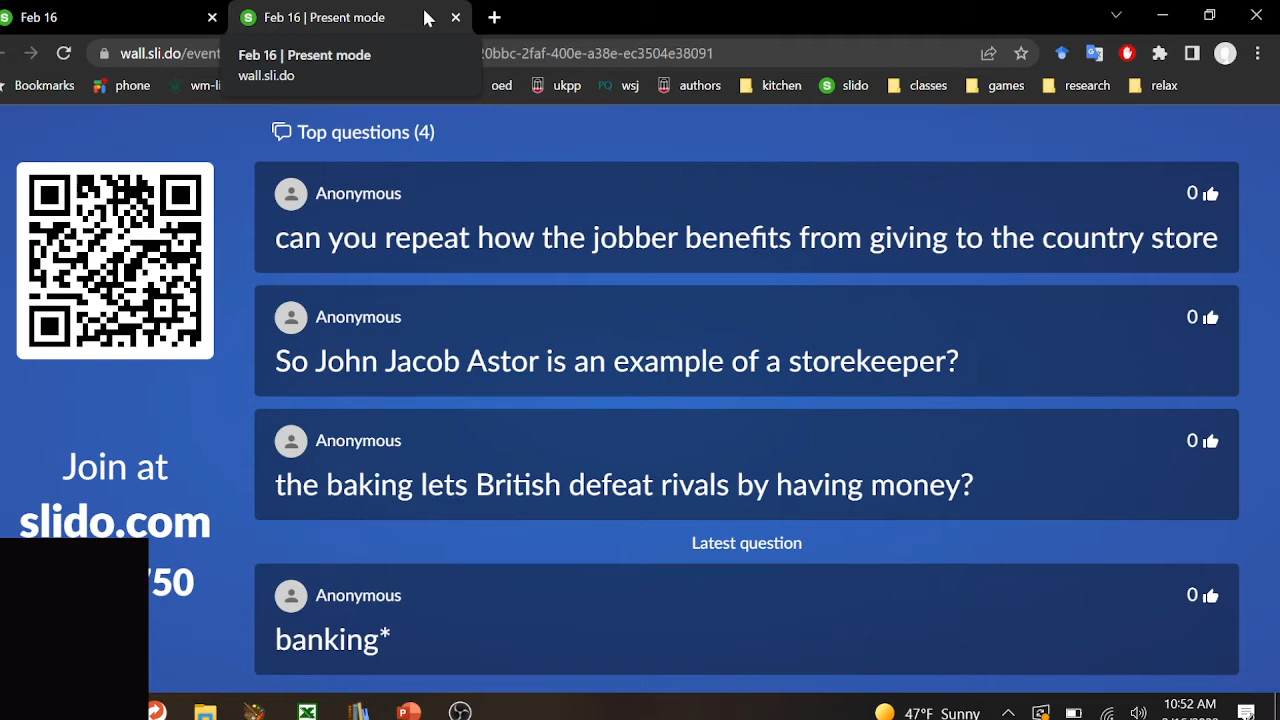 Feb 16
Feb 16 | Present mode
wall.sli.do/event
20bbc-2faf-400e-a38e-ec3504e38091
Feb 16 | Present mode
wall.sli.do
Bookmarks
phone
wm-li
oed
ukpp
PQ
wsj
authors
kitchen
slido
classes
games
research
relax
Top questions (4)
Anonymous
0
can you repeat how the jobber benefits from giving to the country store
Anonymous
0
So John Jacob Astor is an example of a storekeeper?
Anonymous
0
the baking lets British defeat rivals by having money?
Latest question
Anonymous
0
banking*
Join at
slido.com
50
10:52 AM
47°F Sunny